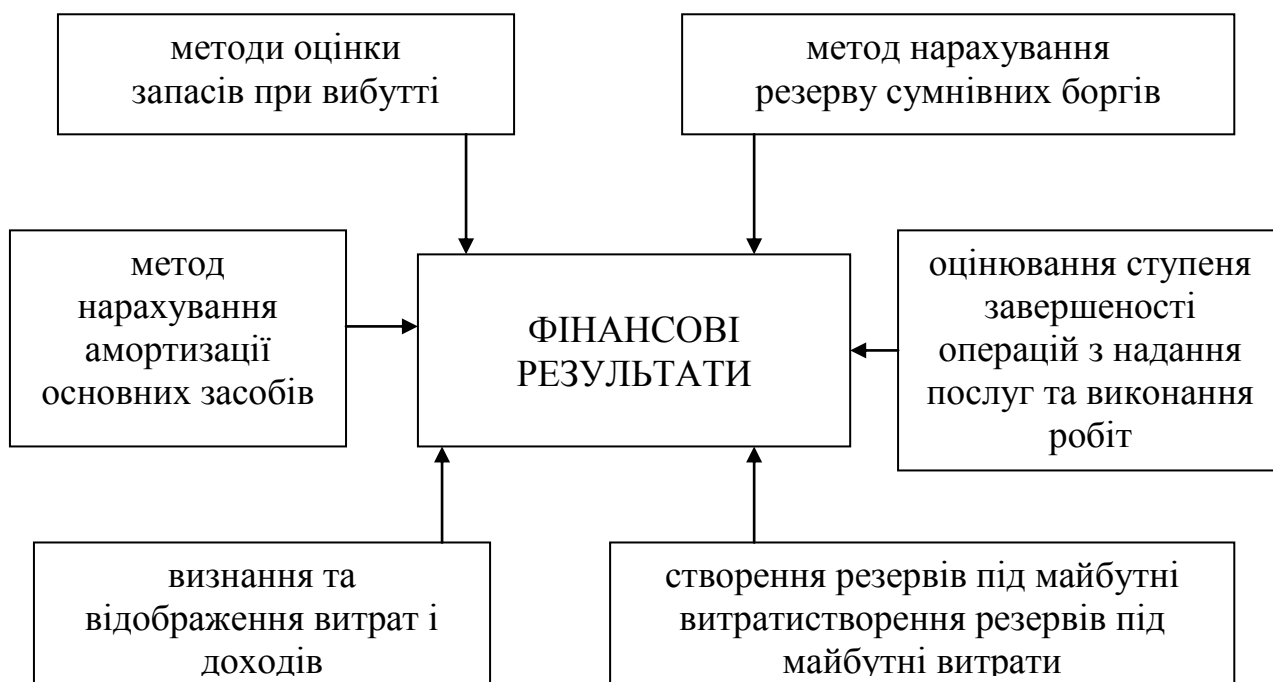 методи оцінки
запасів при вибутті
метод нарахування
резерву сумнівних боргів
метод
нарахування
амортизації
основних засобів
ФІНАНСОВІ
РЕЗУЛЬТАТИ
оцінювання ступеня
завершеності
операцій з надання
послуг та виконання
робіт
визнання та
відображення витрат і
доходів
створення резервів під майбутні
витратистворення резервів під
майбутні витрати